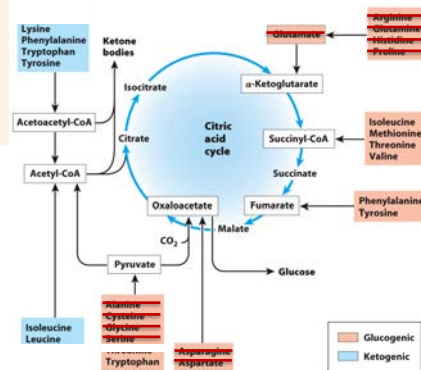 Lysine
Phenylalanine
Tryptophan
Tyrosine
Ketone
bodies
Glutamate
Arginine
Glutamine
Histidine
Proline
Isocitrate
α-Ketoglutarate
Acetoacetyl-CoA
Citrate
Citric
acid
cycle
Succinyl-CoA
Isoleucine
Methionine
Threonine
Valine
Acetyl-CoA
Succinate
Oxaloacetate
Fumarate
Phenylalanine
Tyrosine
Malate
CO2
Pyruvate
Glucose
Isoleucine
Leucine
Alanine
Cysteine
Glycine
Serine
Threonine
Tryptophan
Asparagine
Aspartate
Glucogenic
Ketogenic